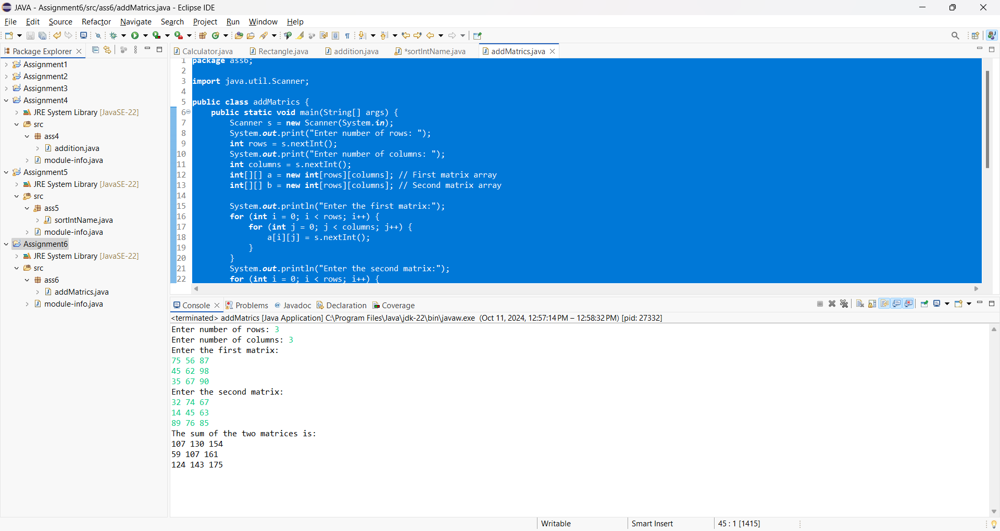 JAVA - Assignment6/src/ass6/addMatrics.java - Eclipse IDE
File Edit Source Refactor Navigate Search Project Run Window Help
Package Explorer
Assignment1
Assignment2
Assignment3
Assignment4
JRE System Library [JavaSE-22]
src
ass4
addition.java
module-info.java
Assignment5
JRE System Library [JavaSE-22]
src
ass5
sortIntName.java
module-info.java
Assignment6
JRE System Library [JavaSE-22]
src
ass6
addMatrics.java
module-info.java
Calculator.java Rectangle.java addition.java *sortIntName.java addMatrics.java
1 package ass6;
2
3 import java.util.Scanner;
4
5 public class addMatrics {
6 public static void main(String[] args) {
7 Scanner s = new Scanner(System.in);
8 System.out.print("Enter number of rows: ");
9 int rows = s.nextInt();
10 System.out.print("Enter number of columns: ");
11 int columns = s.nextInt();
12 int[][] a = new int[rows][columns]; // First matrix array
13 int[][] b = new int[rows][columns]; // Second matrix array
14
15 System.out.println("Enter the first matrix:");
16 for (int i = 0; i < rows; i++) {
17 for (int j = 0; j < columns; j++) {
18 a[i][j] = s.nextInt();
19 }
20 }
21 System.out.println("Enter the second matrix:");
22 for (int i = 0; i < rows; i++) {
Console Problems @ Javadoc Declaration Coverage
<terminated> addMatrics [Java Application] C:\Program Files\Java\jdk-22\bin\javaw.exe (Oct 11, 2024, 12:57:14 PM – 12:58:32 PM) [pid: 27332]
Enter number of rows: 3
Enter number of columns: 3
Enter the first matrix:
75 56 87
45 62 98
35 67 90
Enter the second matrix:
32 74 67
14 45 63
89 76 85
The sum of the two matrices is:
107 130 154
59 107 161
124 143 175
Writable Smart Insert 45 : 1 [1415]